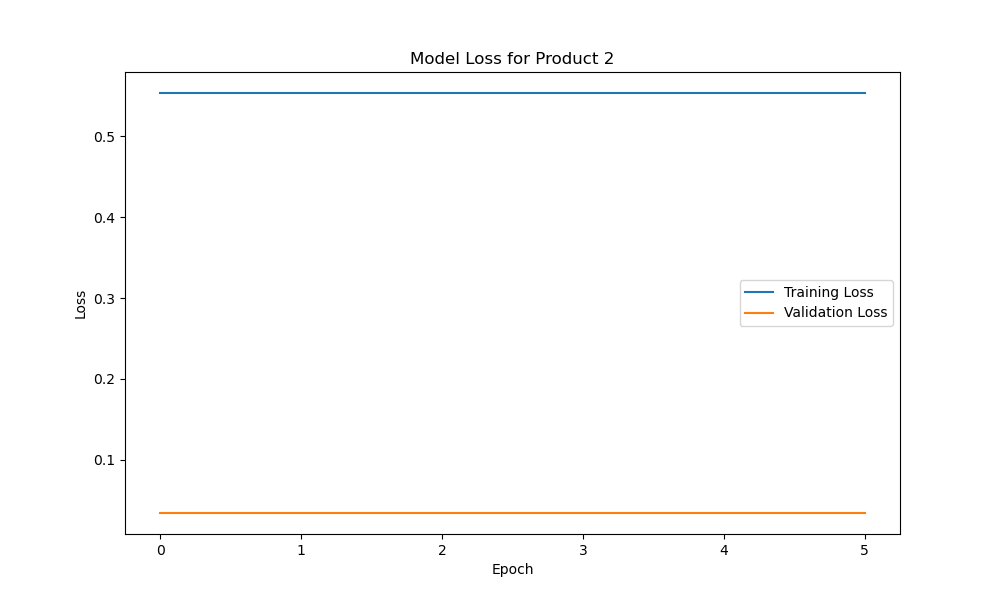 Model Loss for Product 2
0.5
0.4
0.3
0.2
0.1
Loss
Training Loss
Validation Loss
0 1 2 3 4 5
Epoch